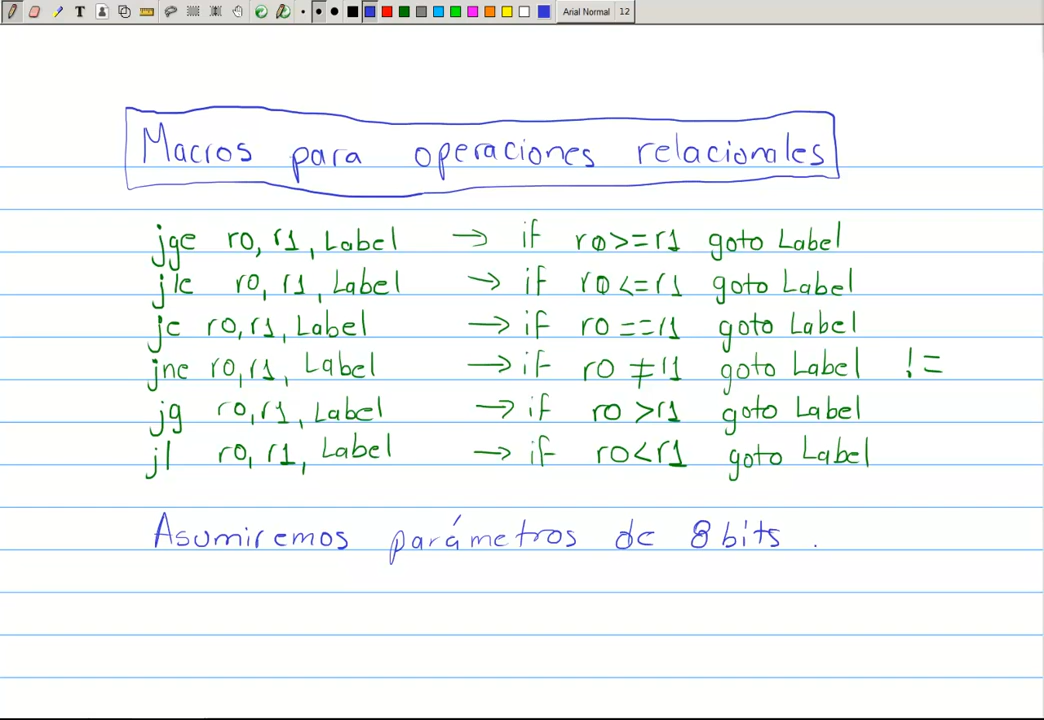 Arial Normal 12
Macros para operaciones relacionales
jge r0, r1, Label → if r0>=r1 goto Label
jle r0, r1, Label → if r0<=r1 goto Label
je r0, r1, Label → if r0 ==r1 goto Label
jne r0, r1, Label → if r0 ≠ r1 goto Label !=
jg r0, r1, Label → if r0 >r1 goto Label
jl r0, r1, Label → if r0<r1 goto Label
Asumiremos parámetros de 8 bits .